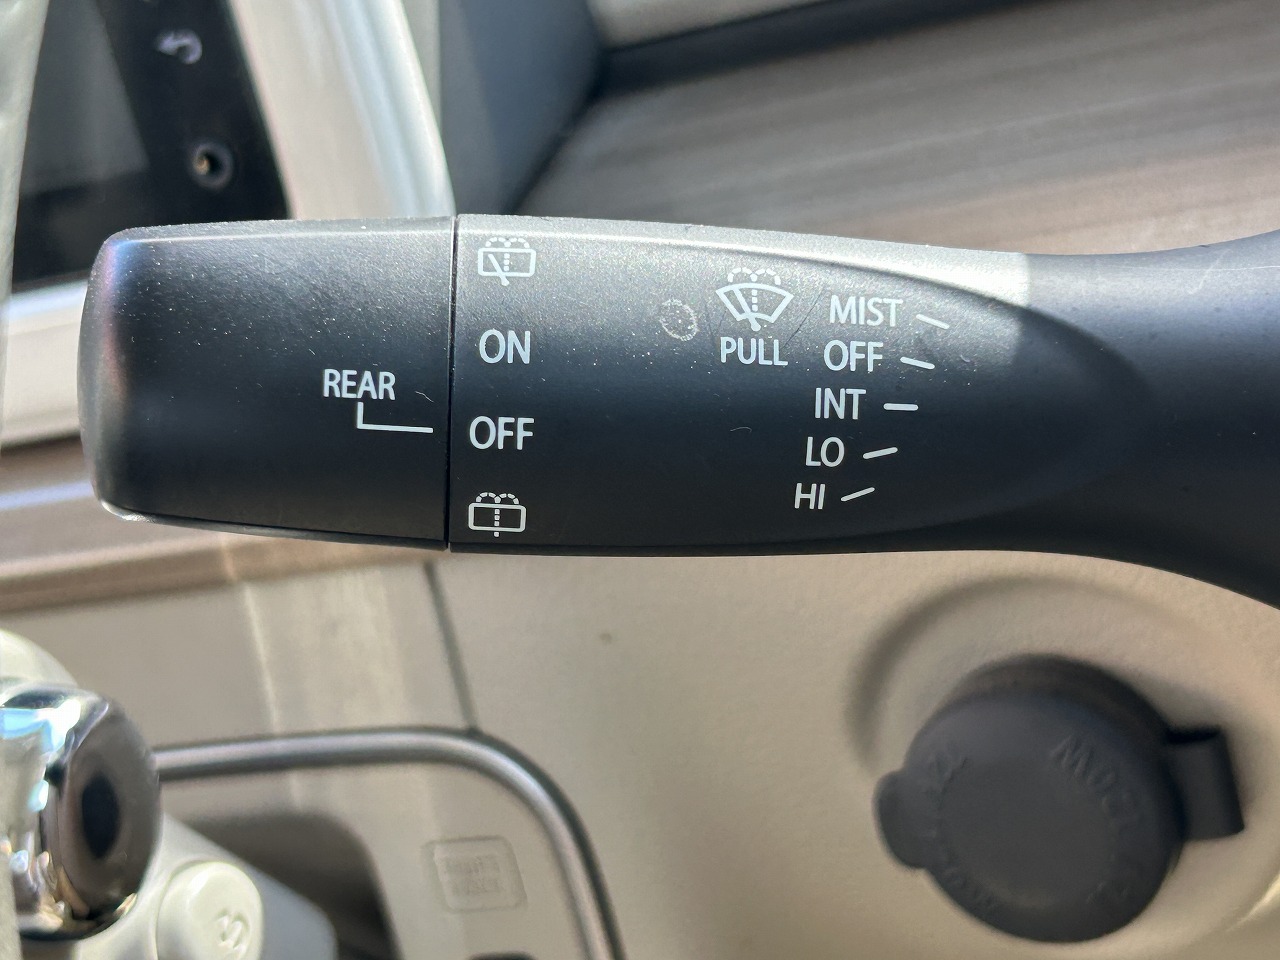 REAR
ON
OFF
PULL
MIST
OFF
INT
LO
HI
S